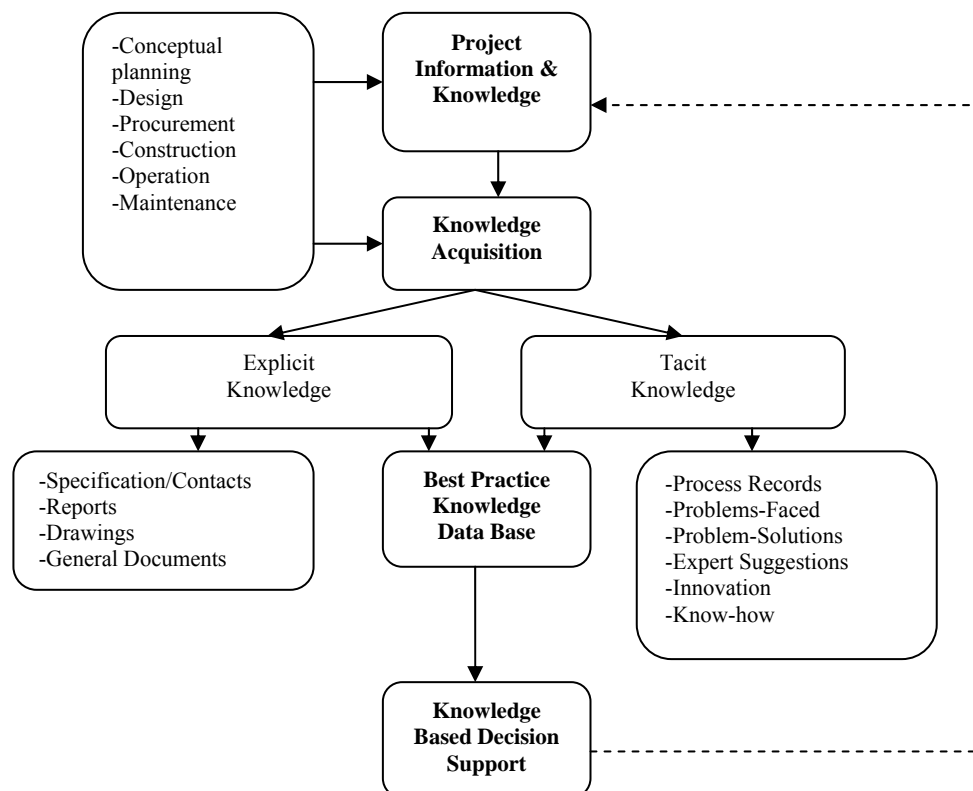 -Conceptual
planning
-Design
-Procurement
-Construction
-Operation
-Maintenance
Project
Information &
Knowledge
Knowledge
Acquisition
Explicit
Knowledge
Tacit
Knowledge
-Specification/Contacts
-Reports
-Drawings
-General Documents
Best Practice
Knowledge
Data Base
-Process Records
-Problems-Faced
-Problem-Solutions
-Expert Suggestions
-Innovation
-Know-how
Knowledge
Based Decision
Support